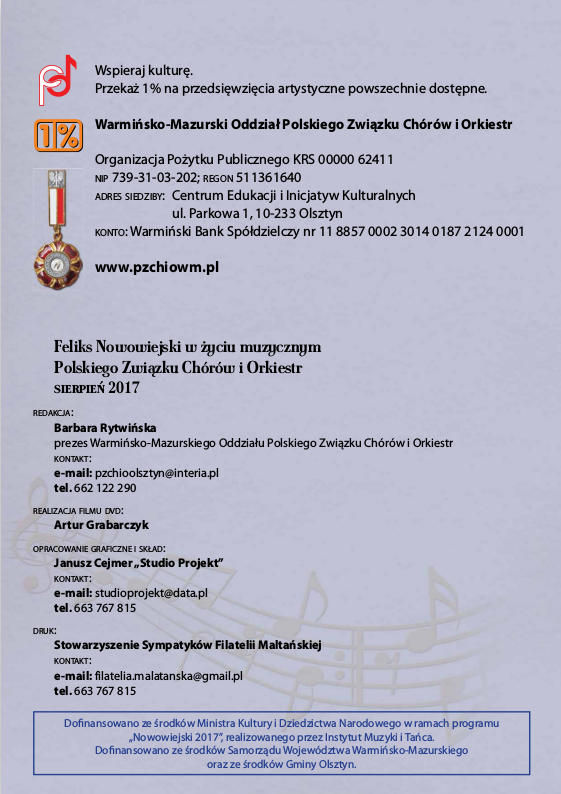 Wspieraj kulturę.
Przekaż 1% na przedsięwzięcia artystyczne powszechnie dostępne.
1%
Warmińsko-Mazurski Oddział Polskiego Związku Chórów i Orkiestr
Organizacja Pożytku Publicznego KRS 00000 62411
NIP 739-31-03-202; REGON 511361640
ADRES SIEDZIBY: Centrum Edukacji i Inicjatyw Kulturalnych
ul. Parkowa 1, 10-233 Olsztyn
KONTO: Warmiński Bank Spółdzielczy nr 11 8857 0002 3014 0187 2124 0001
www.pzchiowm.pl
Feliks Nowowiejski w życiu muzycznym
Polskiego Związku Chórów i Orkiestr
SIERPIEŃ 2017
REDAKCJA:
Barbara Rytwińska
prezes Warmińsko-Mazurskiego Oddziału Polskiego Związku Chórów i Orkiestr
KONTAKT:
e-mail: pzchioolsztyn@interia.pl
tel. 662 122 290
REALIZACJA FILMU DVD:
Artur Grabarczyk
OPRACOWANIE GRAFICZNE I SKŁAD:
Janusz Cejmer „Studio Projekt”
KONTAKT:
e-mail: studioprojekt@data.pl
tel. 663 767 815
DRUK:
Stowarzyszenie Sympatyków Filatelii Maltańskiej
KONTAKT:
e-mail: filatelia.malatanska@gmail.pl
tel. 663 767 815
Dofinansowano ze środków Ministra Kultury i Dziedzictwa Narodowego w ramach programu
„Nowowiejski 2017”, realizowanego przez Instytut Muzyki i Tańca.
Dofinansowano ze środków Samorządu Województwa Warmińsko-Mazurskiego
oraz ze środków Gminy Olsztyn.